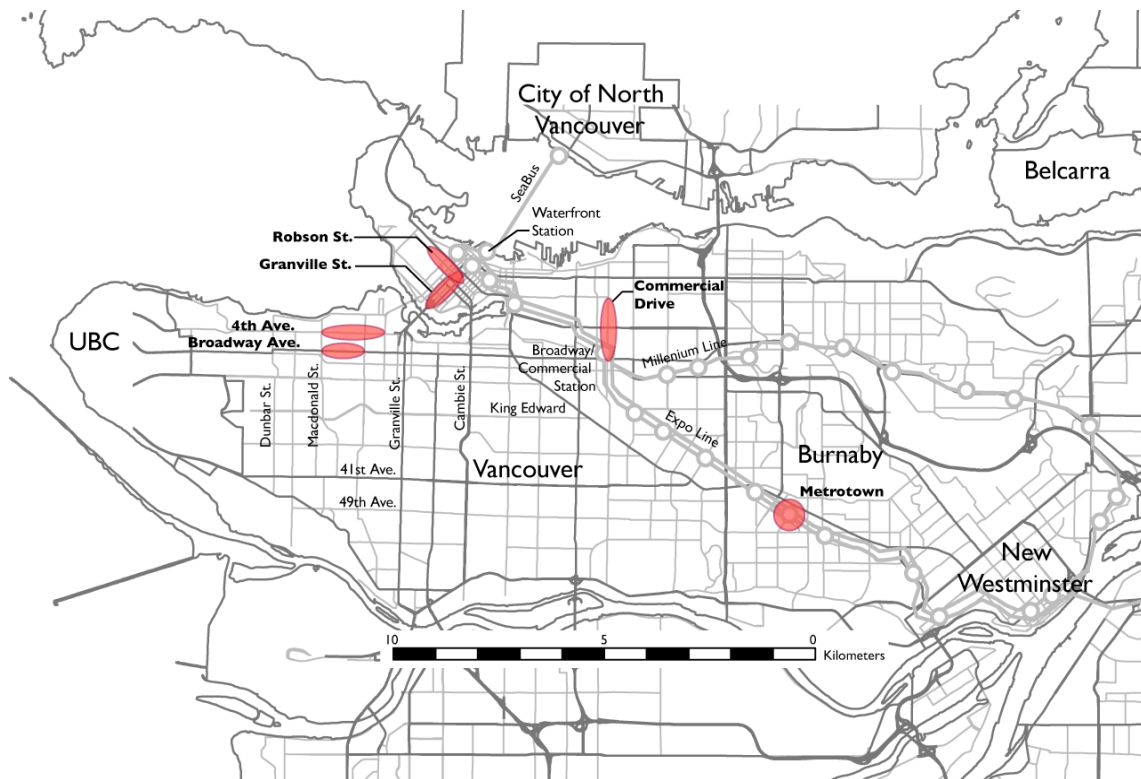 City of North
Vancouver
Belcarra
SeaBus
Waterfront
Station
Robson St.
Granville St.
Commercial
Drive
4th Ave.
Broadway Ave.
UBC
Broadway/
Commercial
Station
Millenium Line
Dunbar St.
Macdonald St.
Granville St.
Cambie St.
King Edward
Expo Line
Burnaby
41st Ave.
Vancouver
Metrotown
49th Ave.
New
Westminster
10
5
0
Kilometers